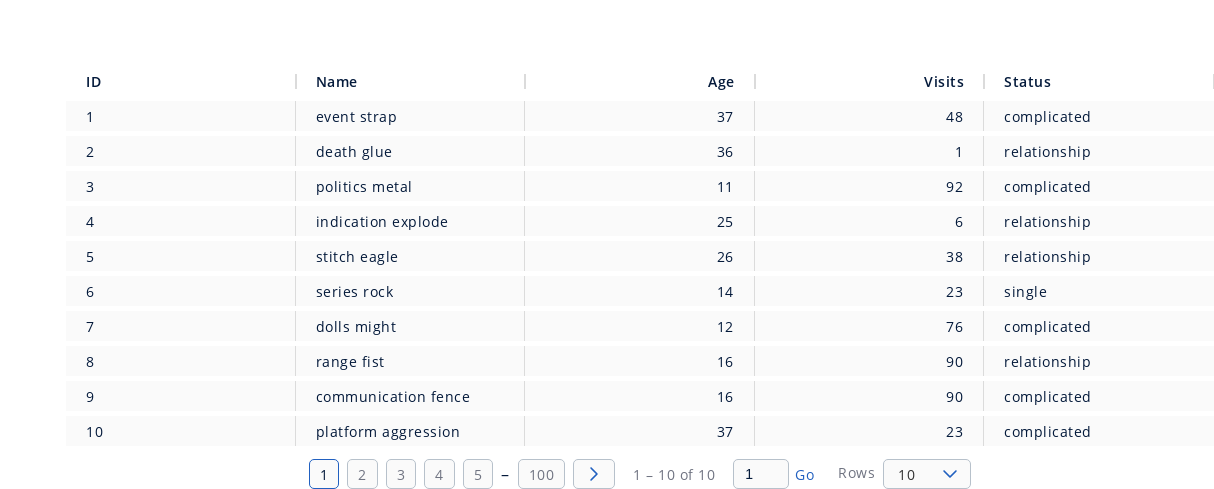 ID Name Age Visits Status
1 event strap 37 48 complicated
2 death glue 36 1 relationship
3 politics metal 11 92 complicated
4 indication explode 25 6 relationship
5 stitch eagle 26 38 relationship
6 series rock 14 23 single
7 dolls might 12 76 complicated
8 range fist 16 90 relationship
9 communication fence 16 90 complicated
10 platform aggression 37 23 complicated
1 2 3 4 5 – 100 1 – 10 of 10 1 Go Rows 10